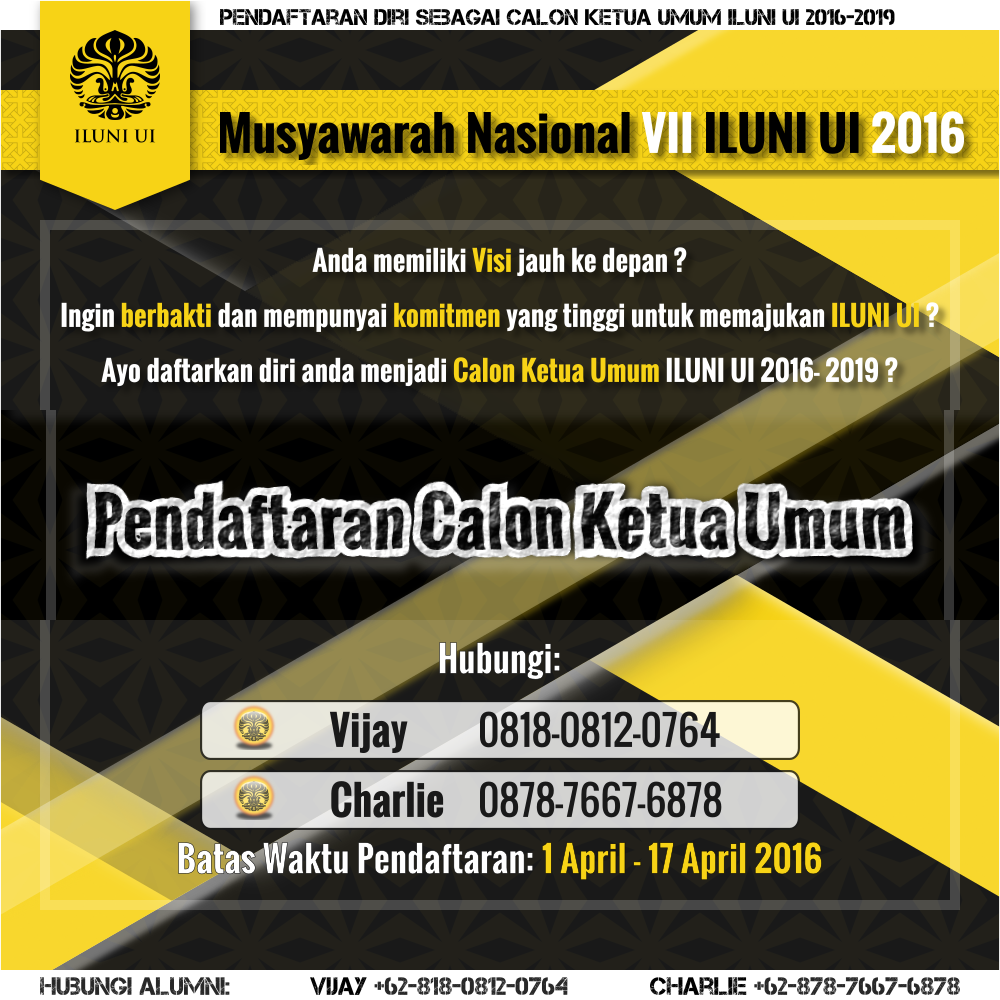 PENDAFTARAN DIRI SEBAGAI CALON KETUA UMUM ILUNI UI 2016-2019
ILUNI UI
Musyawarah Nasional VII ILUNI UI 2016
Anda memiliki Visi jauh ke depan ?
Ingin berbakti dan mempunyai komitmen yang tinggi untuk memajukan ILUNI UI ?
Ayo daftarkan diri anda menjadi Calon Ketua Umum ILUNI UI 2016- 2019 ?
Pendaftaran Calon Ketua Umum
Hubungi:
Vijay 0818-0812-0764
Charlie 0878-7667-6878
Batas Waktu Pendaftaran: 1 April - 17 April 2016
HUBUNGI ALUMNI: VIJAY +62-818-0812-0764 CHARLIE +62-878-7667-6878